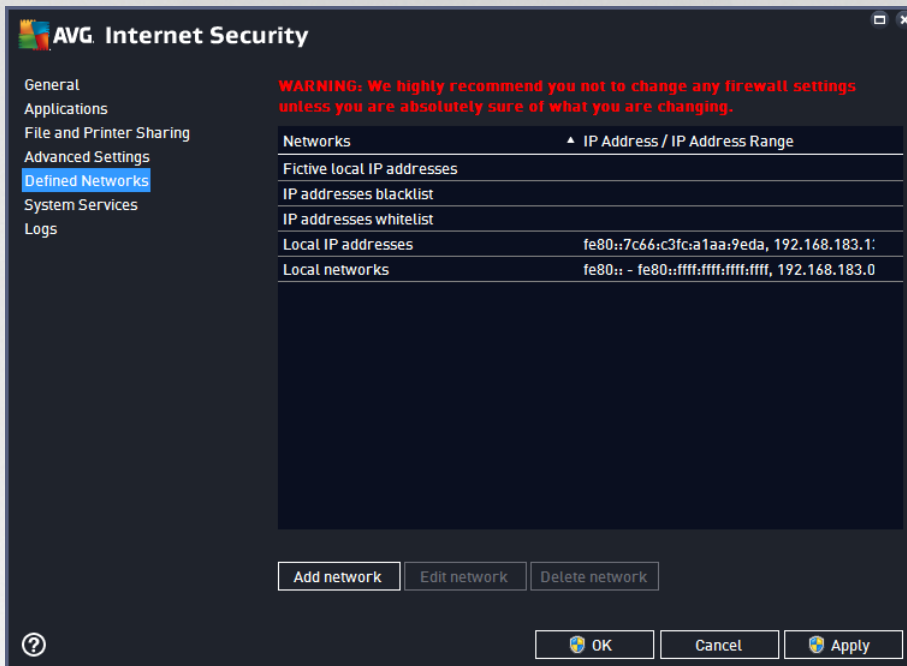 AVG Internet Security
General
Applications
File and Printer Sharing
Advanced Settings
Defined Networks
System Services
Logs
WARNING: We highly recommend you not to change any firewall settings
unless you are absolutely sure of what you are changing.
Networks IP Address / IP Address Range
Fictive local IP addresses
IP addresses blacklist
IP addresses whitelist
Local IP addresses fe80::7c66:c3fc:a1aa:9eda, 192.168.183.1
Local networks fe80:: - fe80::ffff:ffff:ffff:ffff, 192.168.183.0
Add network Edit network Delete network
? OK Cancel Apply